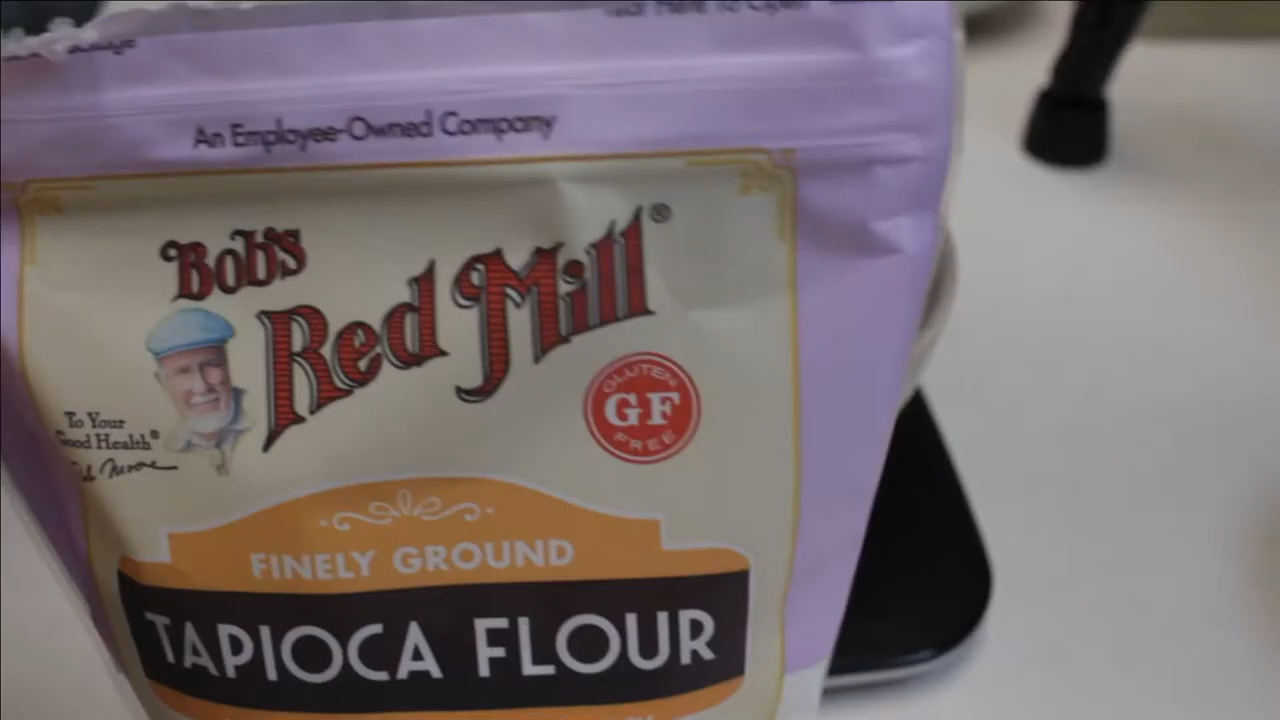 An Employee-Owned Company
Bob's
Red Mill®
GLUTEN
GF
FREE
To Your
Good Health®
FINELY GROUND
TAPIOCA FLOUR